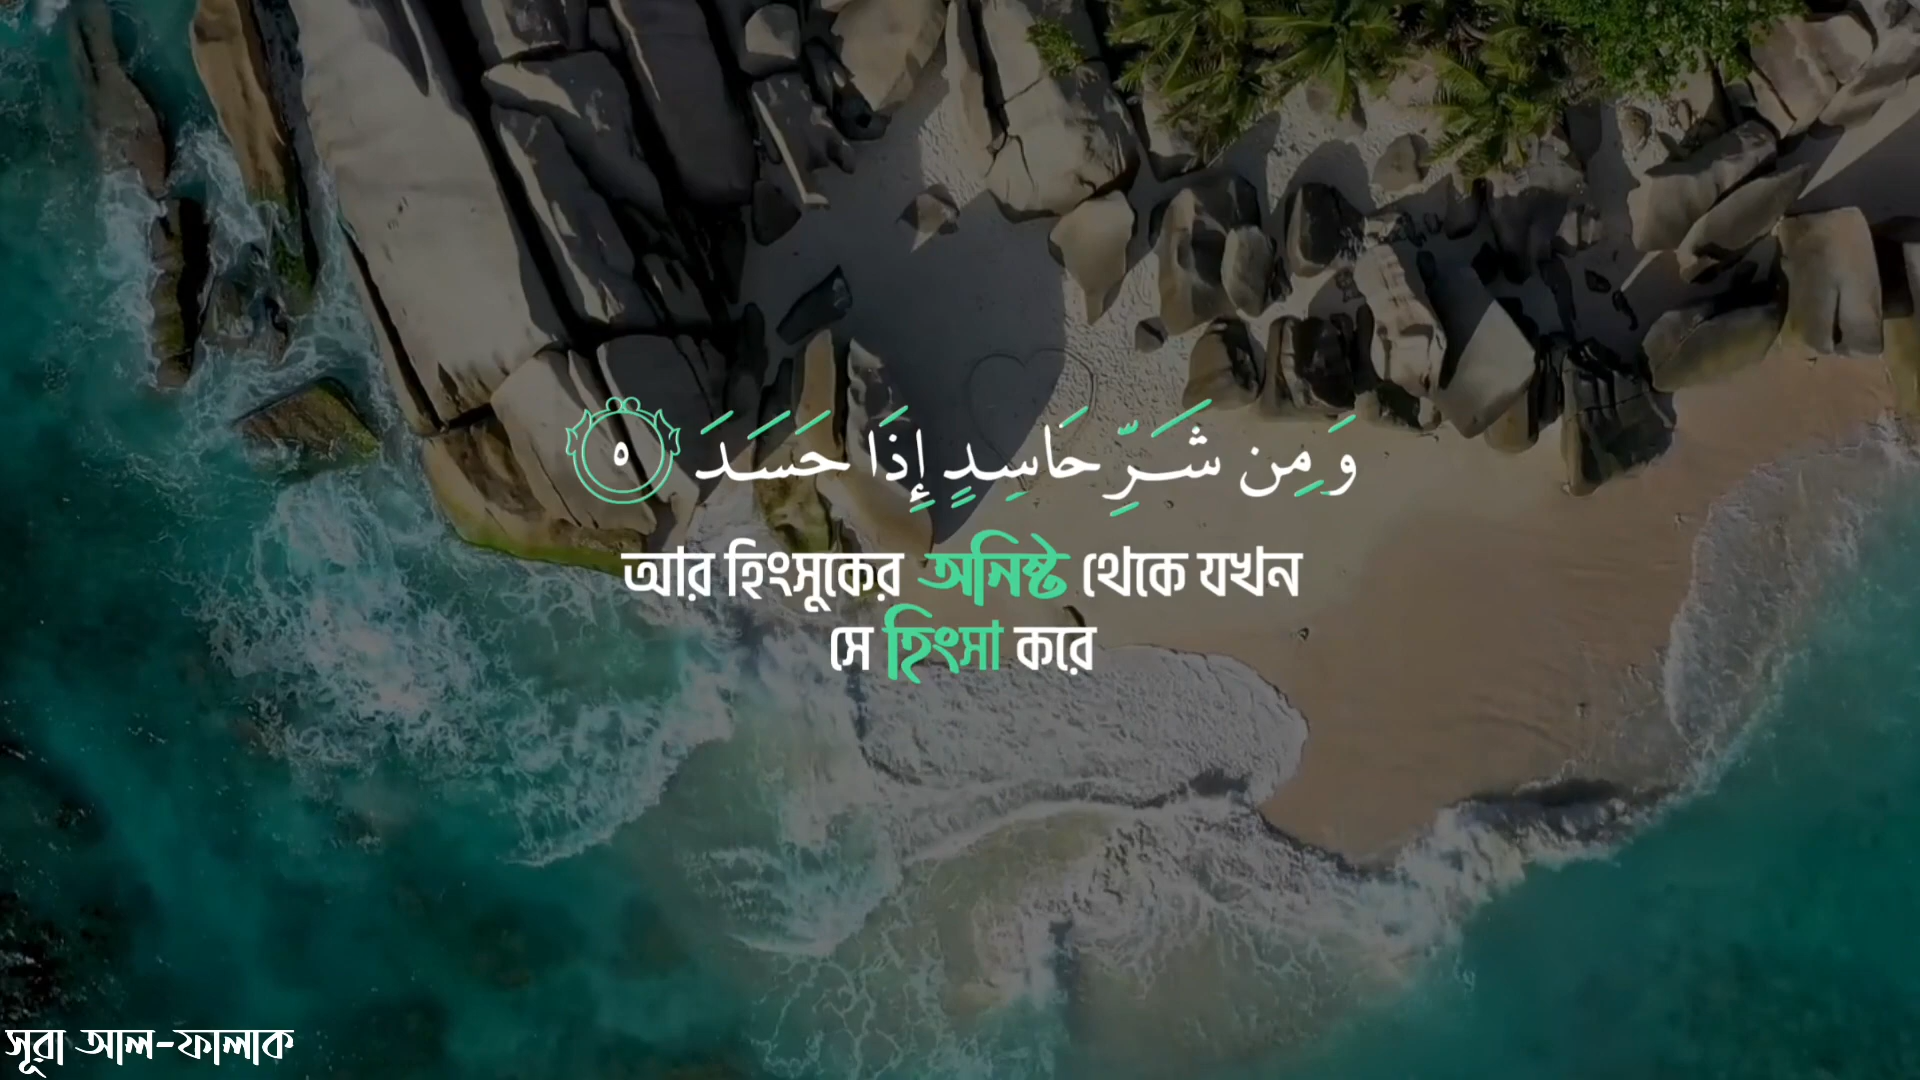 وَمِن شَرِّ حَاسِدٍ إِذَا حَسَدَ ٥
আর হিংসুকের অনিষ্ট থেকে যখন
সে হিংসা করে
সূরা আল-ফালাক